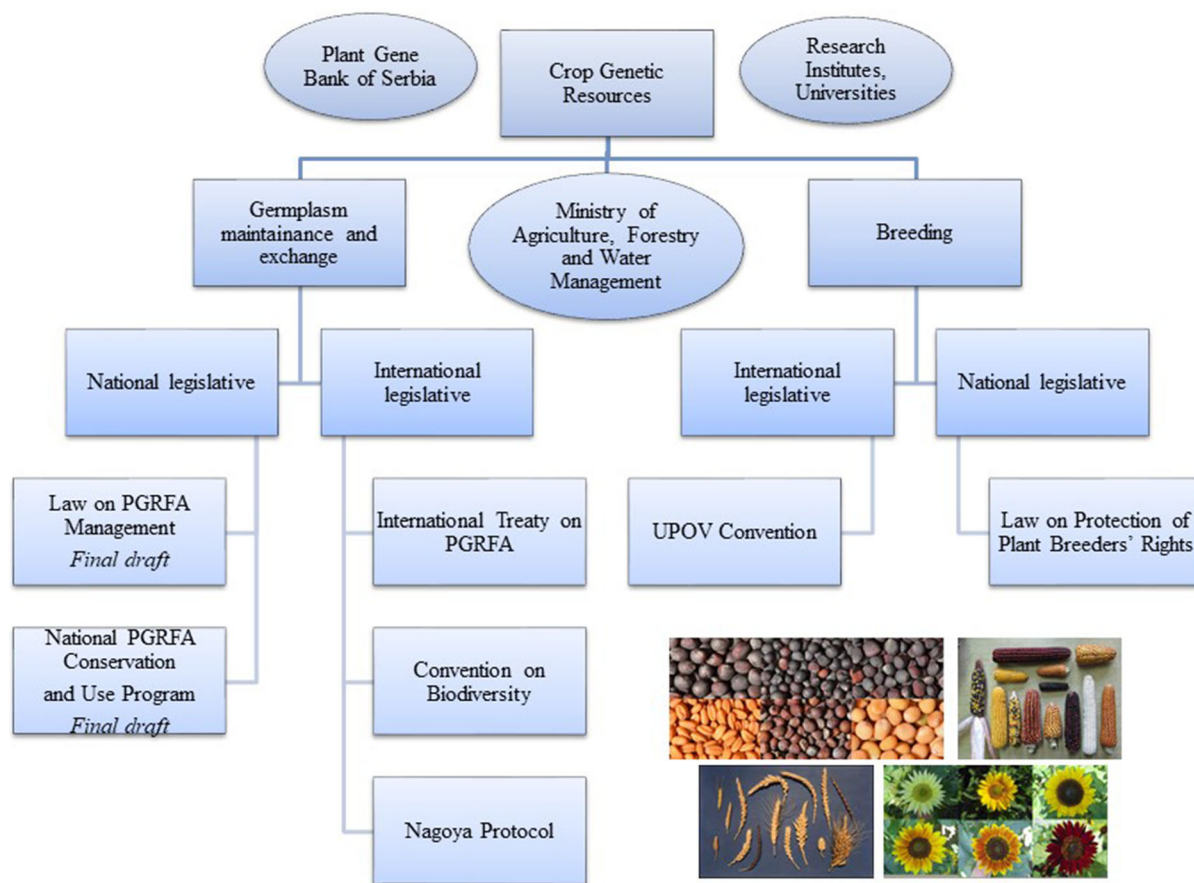 Plant Gene
Bank of Serbia
Crop Genetic
Resources
Research
Institutes,
Universities
Germplasm
maintainance and
exchange
Ministry of
Agriculture, Forestry
and Water
Management
Breeding
National legislative
International
legislative
International
legislative
National legislative
Law on PGRFA
Management
Final draft
International Treaty on
PGRFA
UPOV Convention
Law on Protection of
Plant Breeders’ Rights
National PGRFA
Conservation
and Use Program
Final draft
Convention on
Biodiversity
Nagoya Protocol